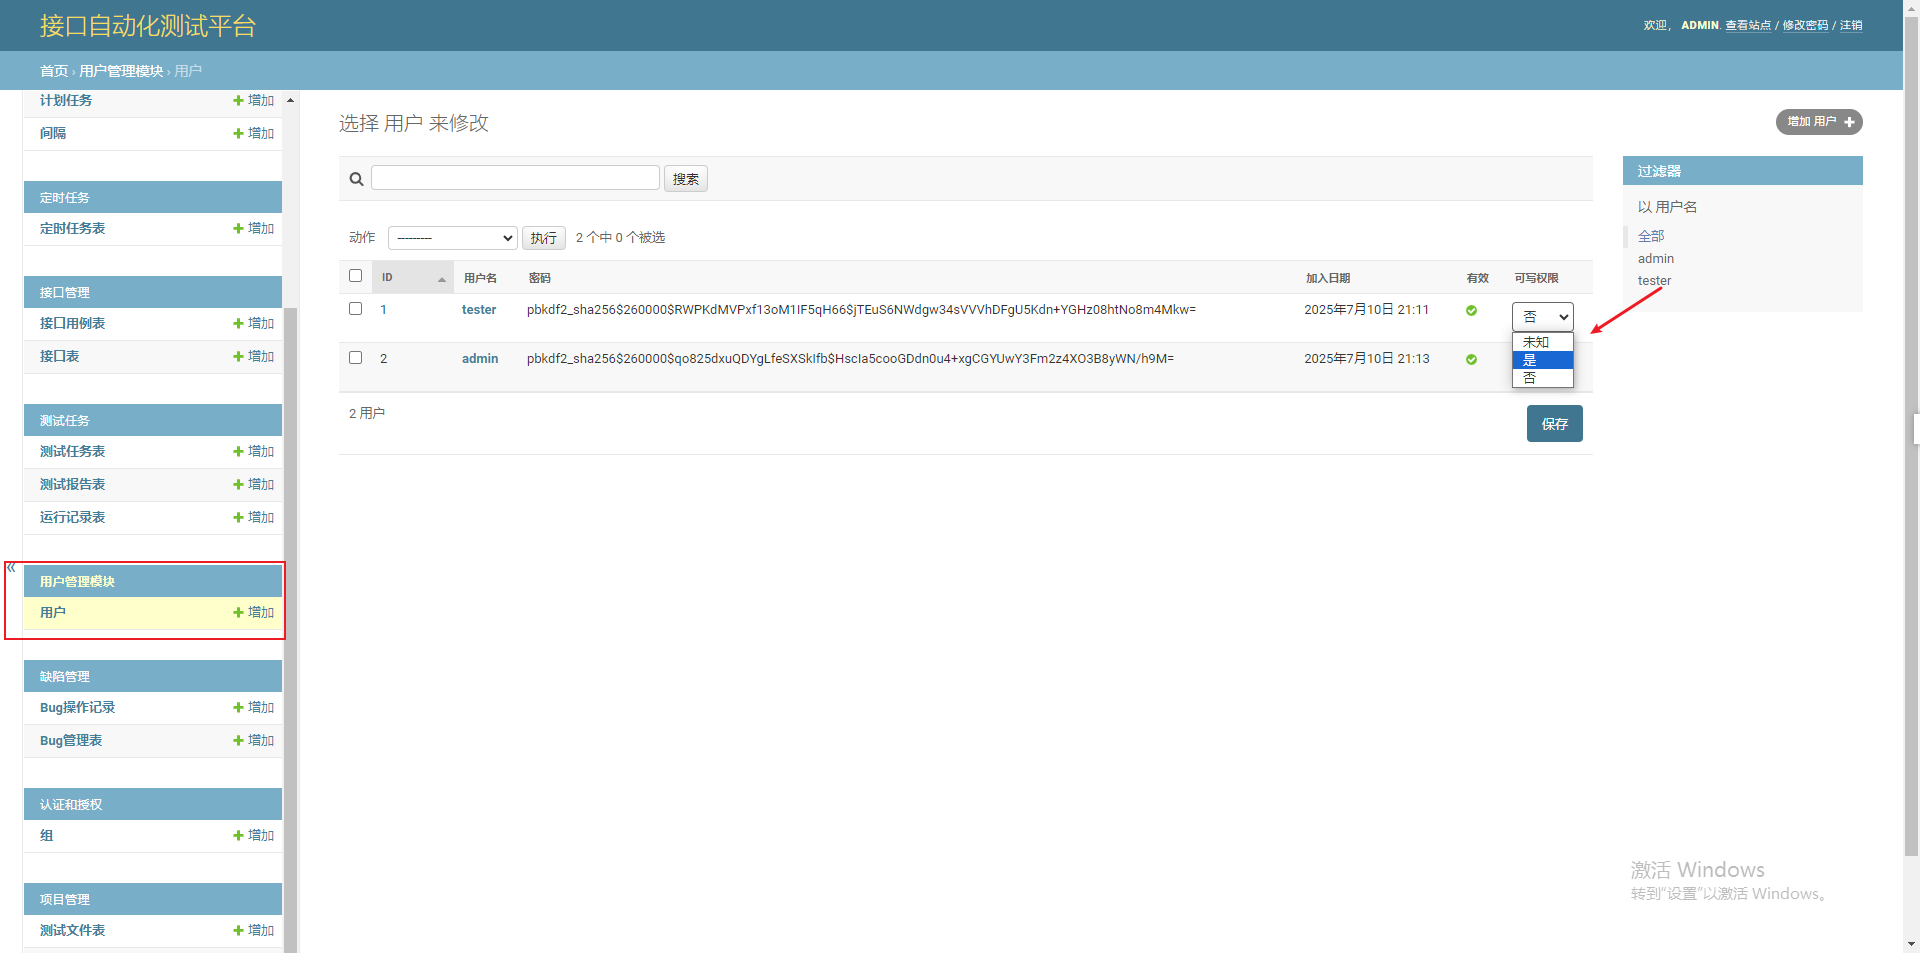 接口自动化测试平台
欢迎， ADMIN. 查看站点 / 修改密码 / 注销
首页 › 用户管理模块 › 用户
计划任务 增加
间隔 增加
定时任务
定时任务表 增加
接口管理
接口用例表 增加
接口表 增加
测试任务
测试任务表 增加
测试报告表 增加
运行记录表 增加
«
用户管理模块
用户 增加
缺陷管理
Bug操作记录 增加
Bug管理表 增加
认证和授权
组 增加
项目管理
测试文件表 增加
选择 用户 来修改
增加 用户
搜索
动作 --------- 执行 2 个中 0 个被选
ID 用户名 密码 加入日期 有效 可写权限
1 tester pbkdf2_sha256$260000$RWPKdMVPxf13oM1IF5qH66$jTEuS6NWdgw34sVVVhDFgU5Kdn+YGHz08htNo8m4Mkw= 2025年7月10日 21:11 否
未知
是
否
2 admin pbkdf2_sha256$260000$qo825dxuQDYgLfeSXSkIfb$HscIa5cooGDdn0u4+xgCGYUwY3Fm2z4XO3B8yWN/h9M= 2025年7月10日 21:13
2 用户
保存
过滤器
以 用户名
全部
admin
tester
激活 Windows
转到“设置”以激活 Windows。